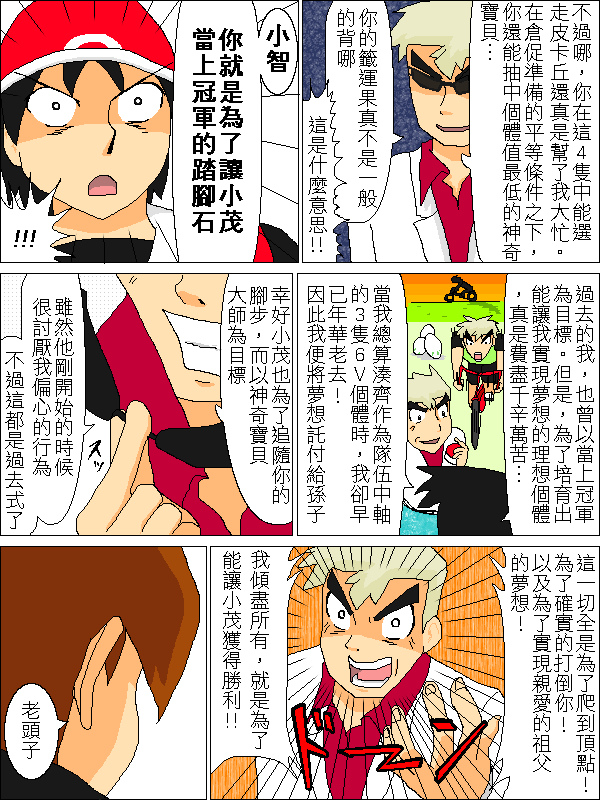 不過哪，你在這4隻中能選
走皮卡丘還真是幫了我大忙。
在倉促準備的平等條件之下，
你還能抽中個體值最低的神奇
寶貝…
你的籤運果真不是一般
的背哪
這是什麼意思!!
小智
你就是為了讓小茂
當上冠軍的踏腳石
!!!
過去的我，也曾以當上冠軍
為目標。但是，為了培育出
能讓我實現夢想的理想個體
，真是費盡千辛萬苦…
當我總算湊齊作為隊伍中軸
的3隻6V個體時，我卻早
已年華老去！
因此我便將夢想託付給孫子
幸好小茂也為了追隨你的
腳步，而以神奇寶貝
大師為目標
スッ
雖然他剛開始的時候
很討厭我偏心的行為
不過這都是過去式了
這一切全是為了爬到頂點！
為了確實的打倒你！
以及為了實現親愛的祖父
的夢想！
ドーーン
我傾盡所有，就是為了
能讓小茂獲得勝利!!
老頭子